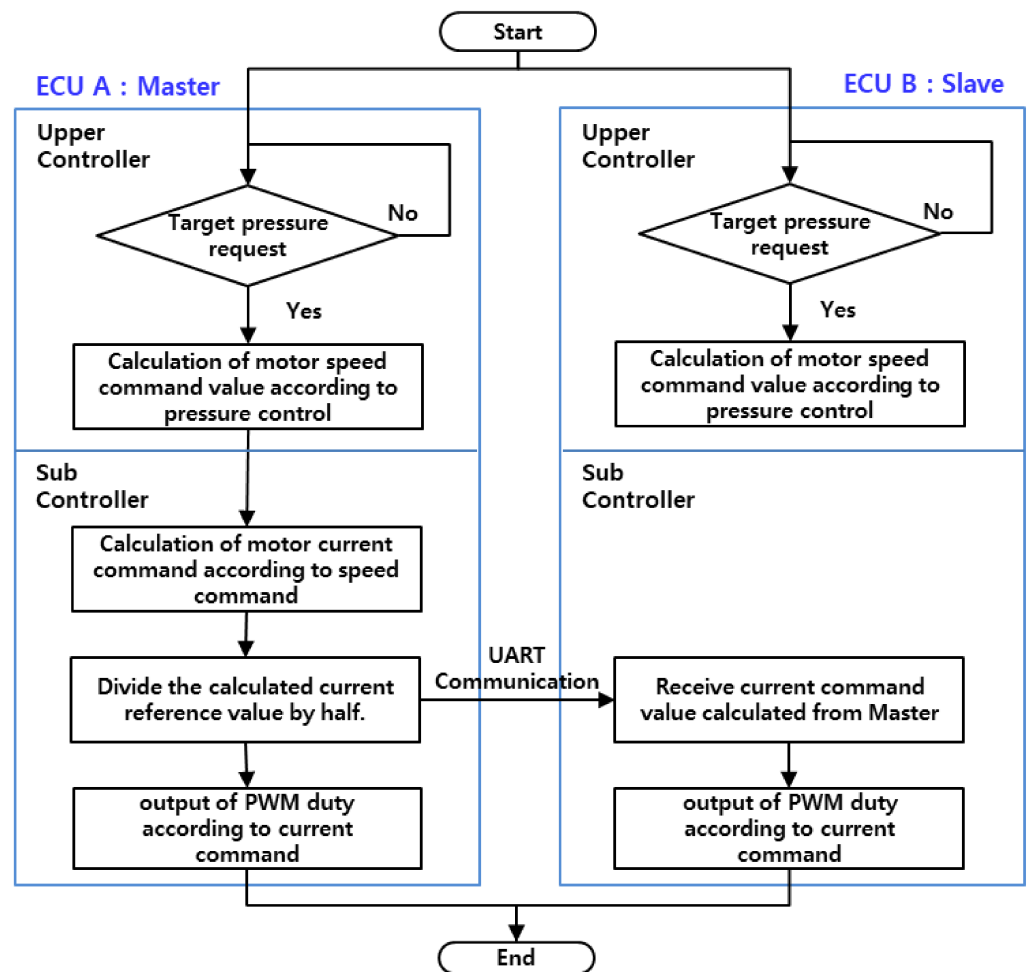 Start
ECU A : Master
Upper
Controller
Target pressure
request
No
Yes
Calculation of motor speed
command value according to
pressure control
Sub
Controller
Calculation of motor current
command according to speed
command
Divide the calculated current
reference value by half.
output of PWM duty
according to current
command
UART
Communication
ECU B : Slave
Upper
Controller
Target pressure
request
No
Yes
Calculation of motor speed
command value according to
pressure control
Sub
Controller
Receive current command
value calculated from Master
output of PWM duty
according to current
command
End